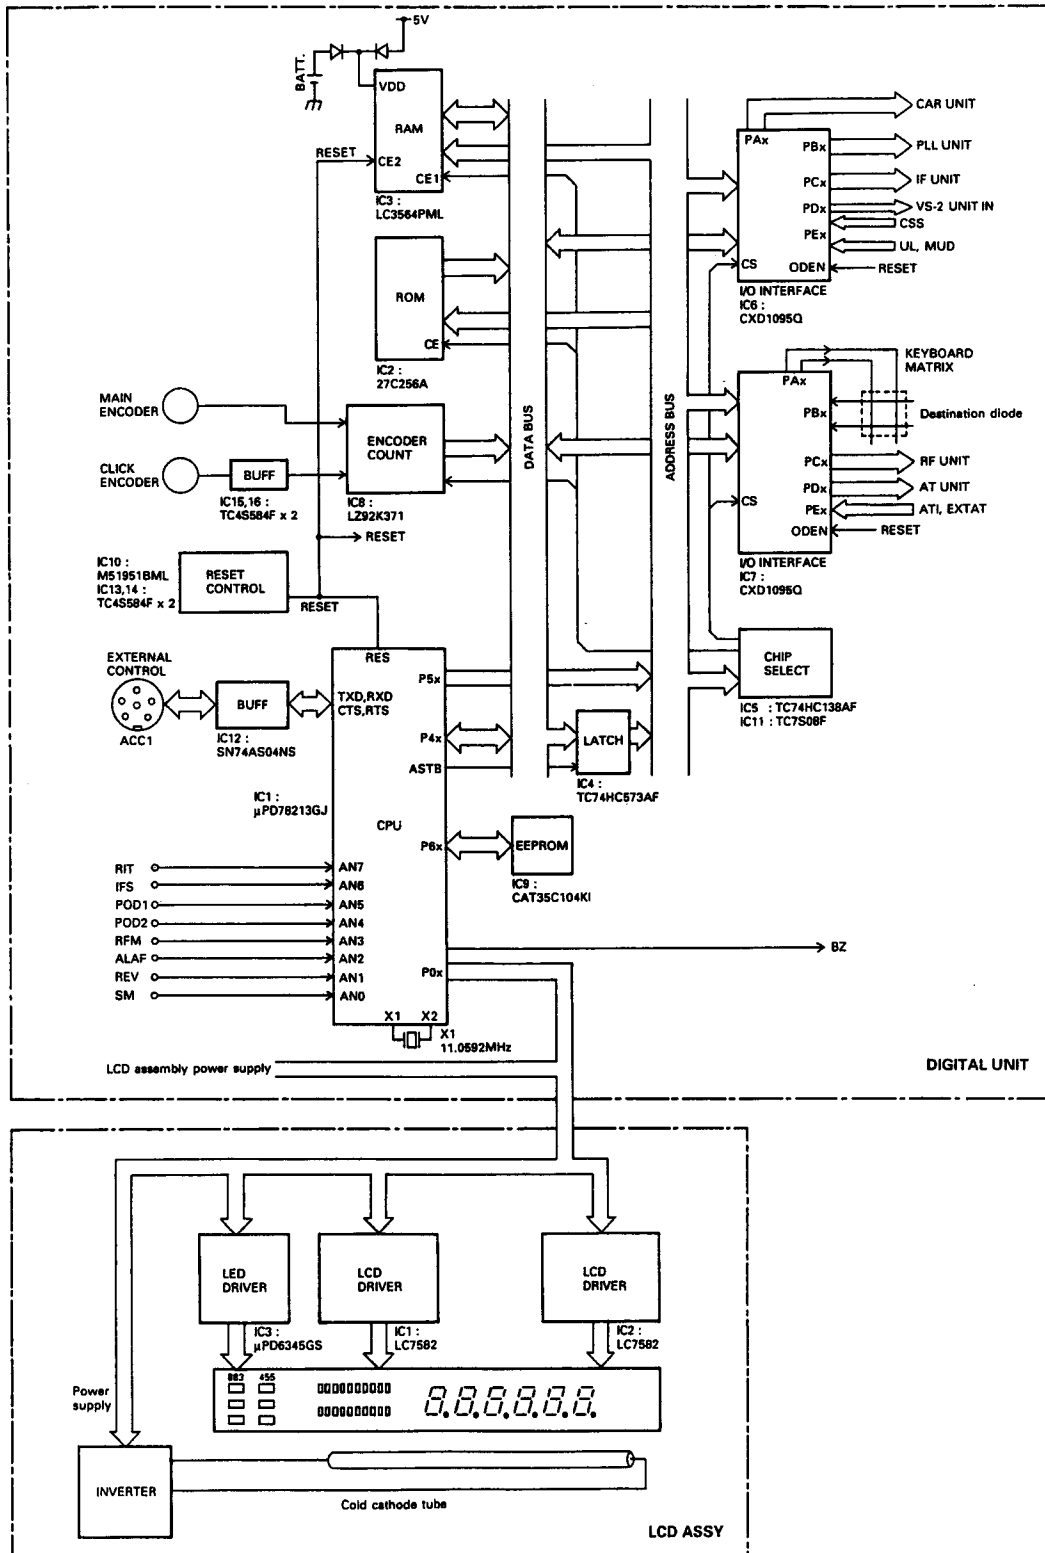 5V
BATT.
VDD
RAM
RESET
CE2
CE1
IC3 :
LC3564PML
ROM
CE
IC2 :
27C256A
MAIN
ENCODER
ENCODER
COUNT
CLICK
ENCODER
BUFF
IC15,16 :
TC4S584F x 2
IC8 :
LZ92K371
RESET
IC10 :
M51951BML
IC13,14 :
TC4S584F x 2
RESET
CONTROL
RESET
DATA BUS
ADDRESS BUS
PAx
CAR UNIT
PBx
PLL UNIT
PCx
IF UNIT
PDx
VS-2 UNIT IN
CSS
PEx
UL, MUD
CS
ODEN
RESET
I/O INTERFACE
IC6 :
CXD1095Q
KEYBOARD
MATRIX
PAx
PBx
Destination diode
PCx
RF UNIT
PDx
AT UNIT
CS
PEx
ATI, EXTAT
ODEN
RESET
I/O INTERFACE
IC7 :
CXD1095Q
CHIP
SELECT
IC5 : TC74HC138AF
IC11 : TC7S08F
EXTERNAL
CONTROL
ACC1
BUFF
IC12 :
SN74AS04NS
RES
TXD,RXD
CTS,RTS
P5x
P4x
ASTB
LATCH
IC4 :
TC74HC573AF
IC1 :
μPD78213GJ
CPU
P6x
EEPROM
IC9 :
CAT35C104KI
RIT
AN7
IFS
AN6
POD1
AN5
POD2
AN4
RFM
AN3
ALAF
AN2
REV
AN1
SM
AN0
BZ
P0x
X1 X2
X1
11.0592MHz
LCD assembly power supply
DIGITAL UNIT
LED
DRIVER
LCD
DRIVER
LCD
DRIVER
IC3 :
μPD6345GS
IC1 :
LC7582
IC2 :
LC7582
883 455
8.8.8.8.8.8.
Power
supply
INVERTER
Cold cathode tube
LCD ASSY